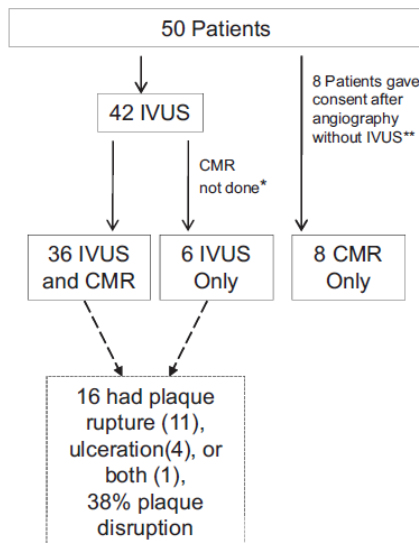 50 Patients
8 Patients gave
consent after
angiography
without IVUS**
42 IVUS
CMR
not done*
36 IVUS
and CMR
6 IVUS
Only
8 CMR
Only
16 had plaque
rupture (11),
ulceration(4), or
both (1),
38% plaque
disruption